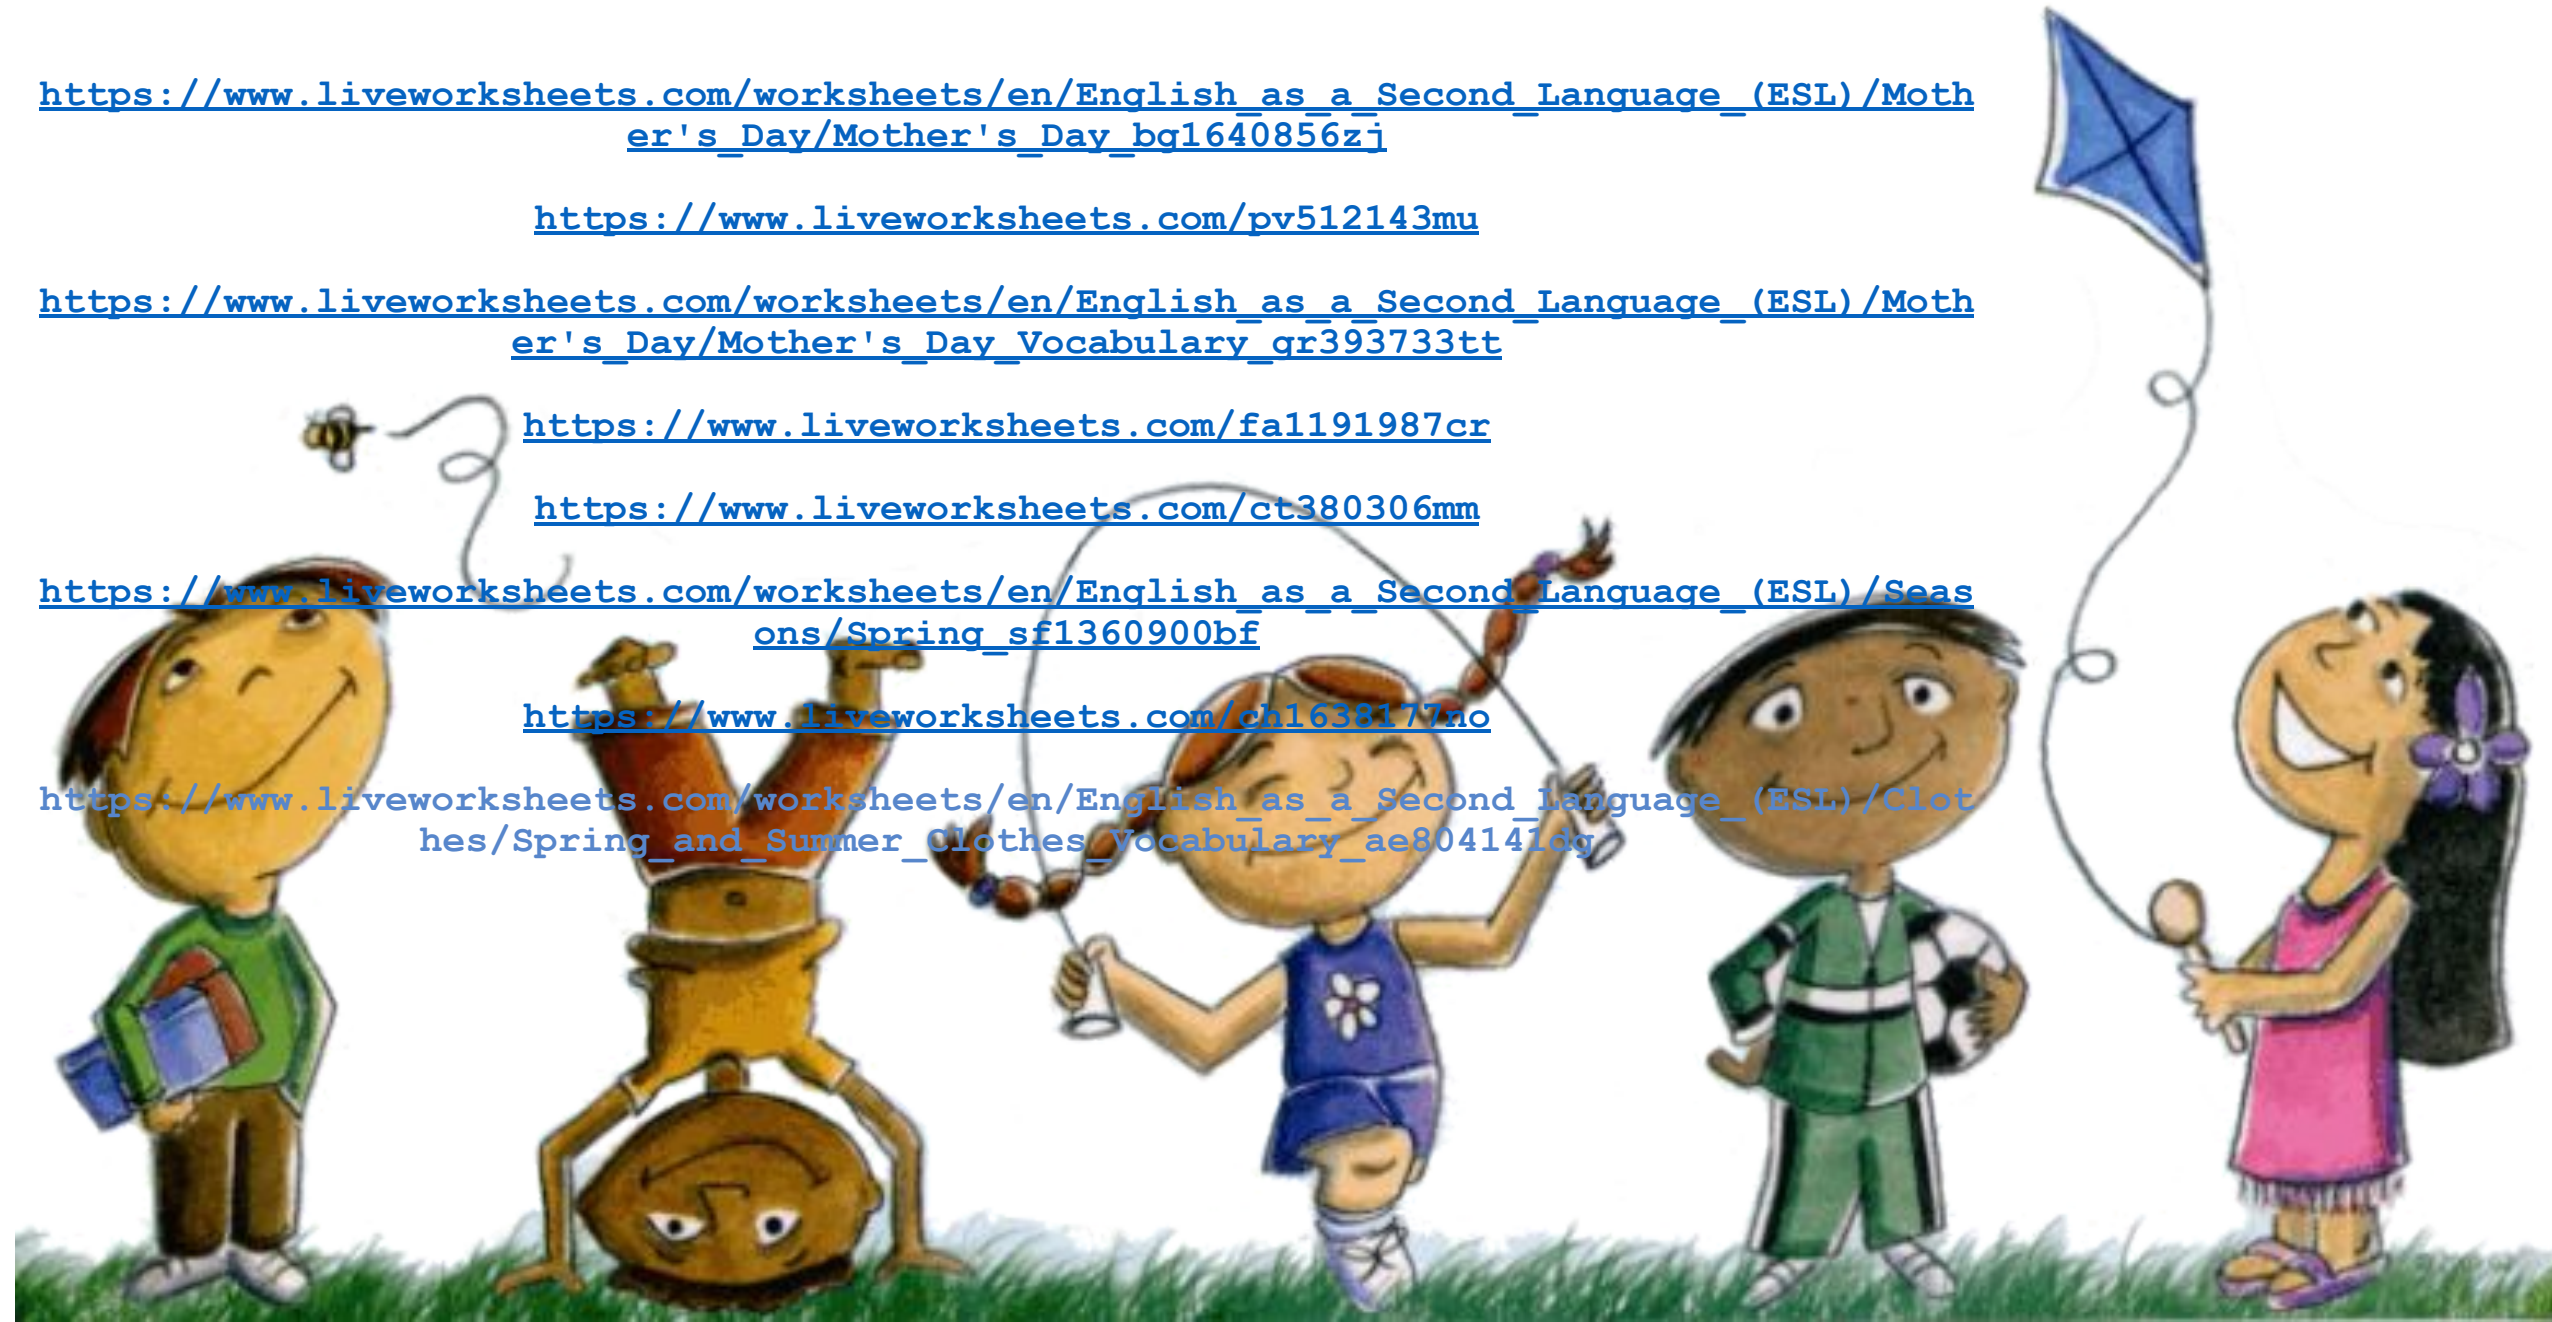 https://www.liveworksheets.com/worksheets/en/English_as_a_Second_Language_(ESL)/Moth
er's_Day/Mother's_Day_bg1640856zj
https://www.liveworksheets.com/pv512143mu
https://www.liveworksheets.com/worksheets/en/English_as_a_Second_Language_(ESL)/Moth
er's_Day/Mother's_Day_Vocabulary_qr393733tt
https://www.liveworksheets.com/fa1191987cr
https://www.liveworksheets.com/ct380306mm
https://www.liveworksheets.com/worksheets/en/English_as_a_Second_Language_(ESL)/Seas
ons/Spring_sf1360900bf
https://www.liveworksheets.com/ch1638177no
https://www.liveworksheets.com/worksheets/en/English_as_a_Second_Language_(ESL)/Clot
hes/Spring_and_Summer_Clothes_Vocabulary_ae804141dg